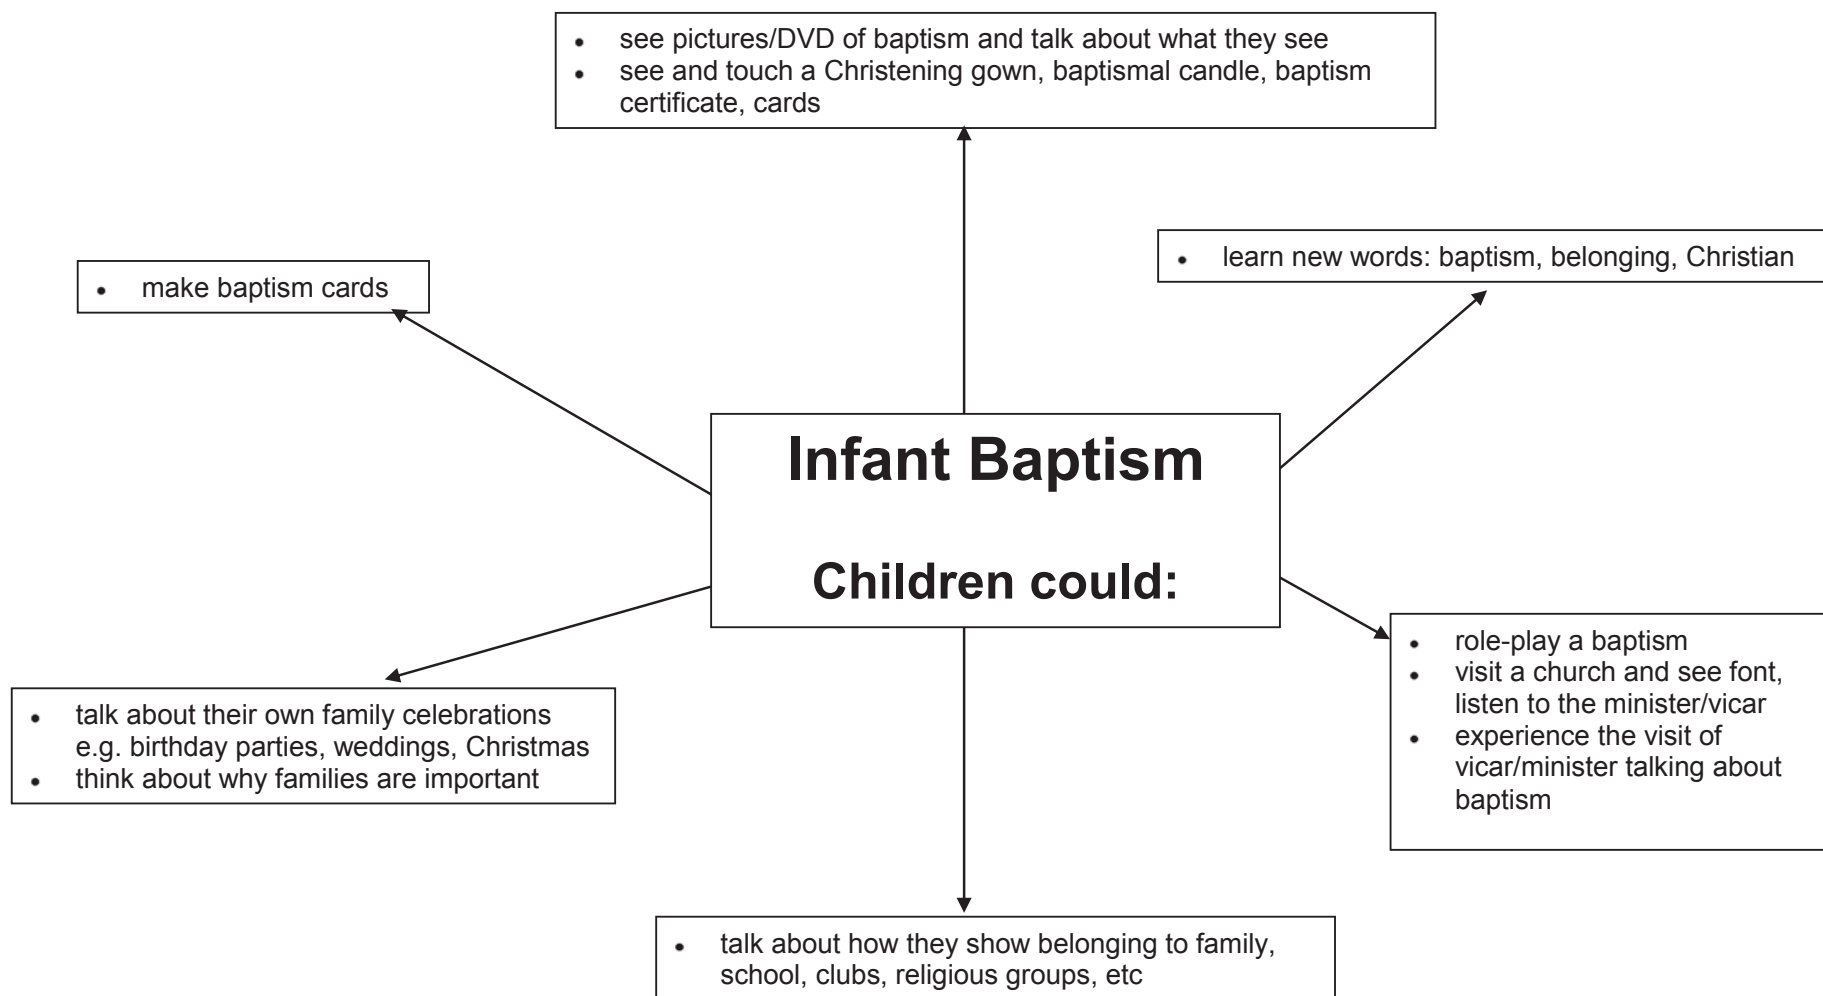 • see pictures/DVD of baptism and talk about what they see
• see and touch a Christening gown, baptismal candle, baptism
certificate, cards
• learn new words: baptism, belonging, Christian
• make baptism cards
Infant Baptism
Children could:
• role-play a baptism
• visit a church and see font,
listen to the minister/vicar
• experience the visit of
vicar/minister talking about
baptism
• talk about their own family celebrations
e.g. birthday parties, weddings, Christmas
• think about why families are important
• talk about how they show belonging to family,
school, clubs, religious groups, etc